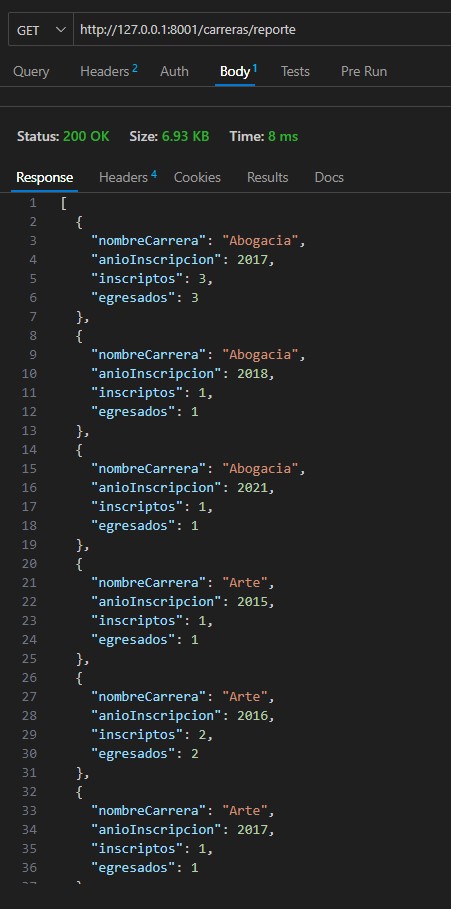 GET http://127.0.0.1:8001/carreras/reporte
Query Headers 2 Auth Body 1 Tests Pre Run
Status: 200 OK Size: 6.93 KB Time: 8 ms
Response Headers 4 Cookies Results Docs
1 [
2 {
3 "nombreCarrera": "Abogacia",
4 "anioInscripcion": 2017,
5 "inscriptos": 3,
6 "egresados": 3
7 },
8 {
9 "nombreCarrera": "Abogacia",
10 "anioInscripcion": 2018,
11 "inscriptos": 1,
12 "egresados": 1
13 },
14 {
15 "nombreCarrera": "Abogacia",
16 "anioInscripcion": 2021,
17 "inscriptos": 1,
18 "egresados": 1
19 },
20 {
21 "nombreCarrera": "Arte",
22 "anioInscripcion": 2015,
23 "inscriptos": 1,
24 "egresados": 1
25 },
26 {
27 "nombreCarrera": "Arte",
28 "anioInscripcion": 2016,
29 "inscriptos": 2,
30 "egresados": 2
31 },
32 {
33 "nombreCarrera": "Arte",
34 "anioInscripcion": 2017,
35 "inscriptos": 1,
36 "egresados": 1